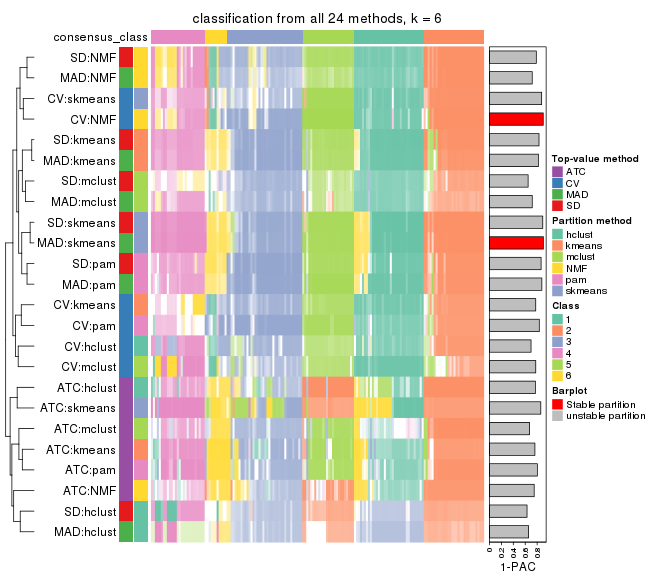 classification from all 24 methods, k = 6
consensus_class
SD:NMF
MAD:NMF
CV:skmeans
CV:NMF
SD:kmeans
MAD:kmeans
SD:mclust
MAD:mclust
SD:skmeans
MAD:skmeans
SD:pam
MAD:pam
CV:kmeans
CV:pam
CV:hclust
CV:mclust
ATC:hclust
ATC:skmeans
ATC:mclust
ATC:kmeans
ATC:pam
ATC:NMF
SD:hclust
MAD:hclust
0
0.2
0.4
0.6
0.8
1-PAC
Top-value method
ATC
CV
MAD
SD
Partition method
hclust
kmeans
mclust
NMF
pam
skmeans
Class
1
2
3
4
5
6
Barplot
Stable partition
unstable partition